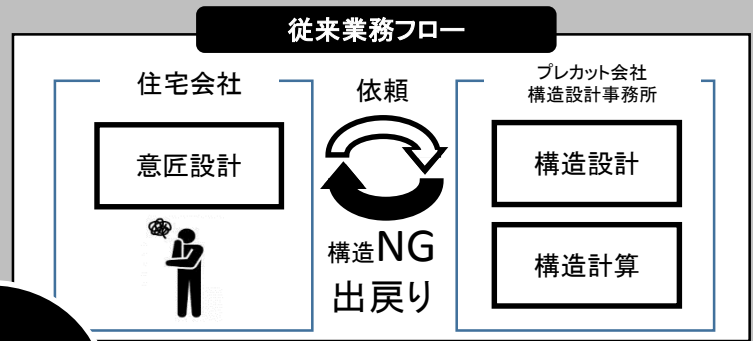 従来業務フロー
住宅会社
意匠設計
依頼
構造NG
出戻り
プレカット会社
構造設計事務所
構造設計
構造計算